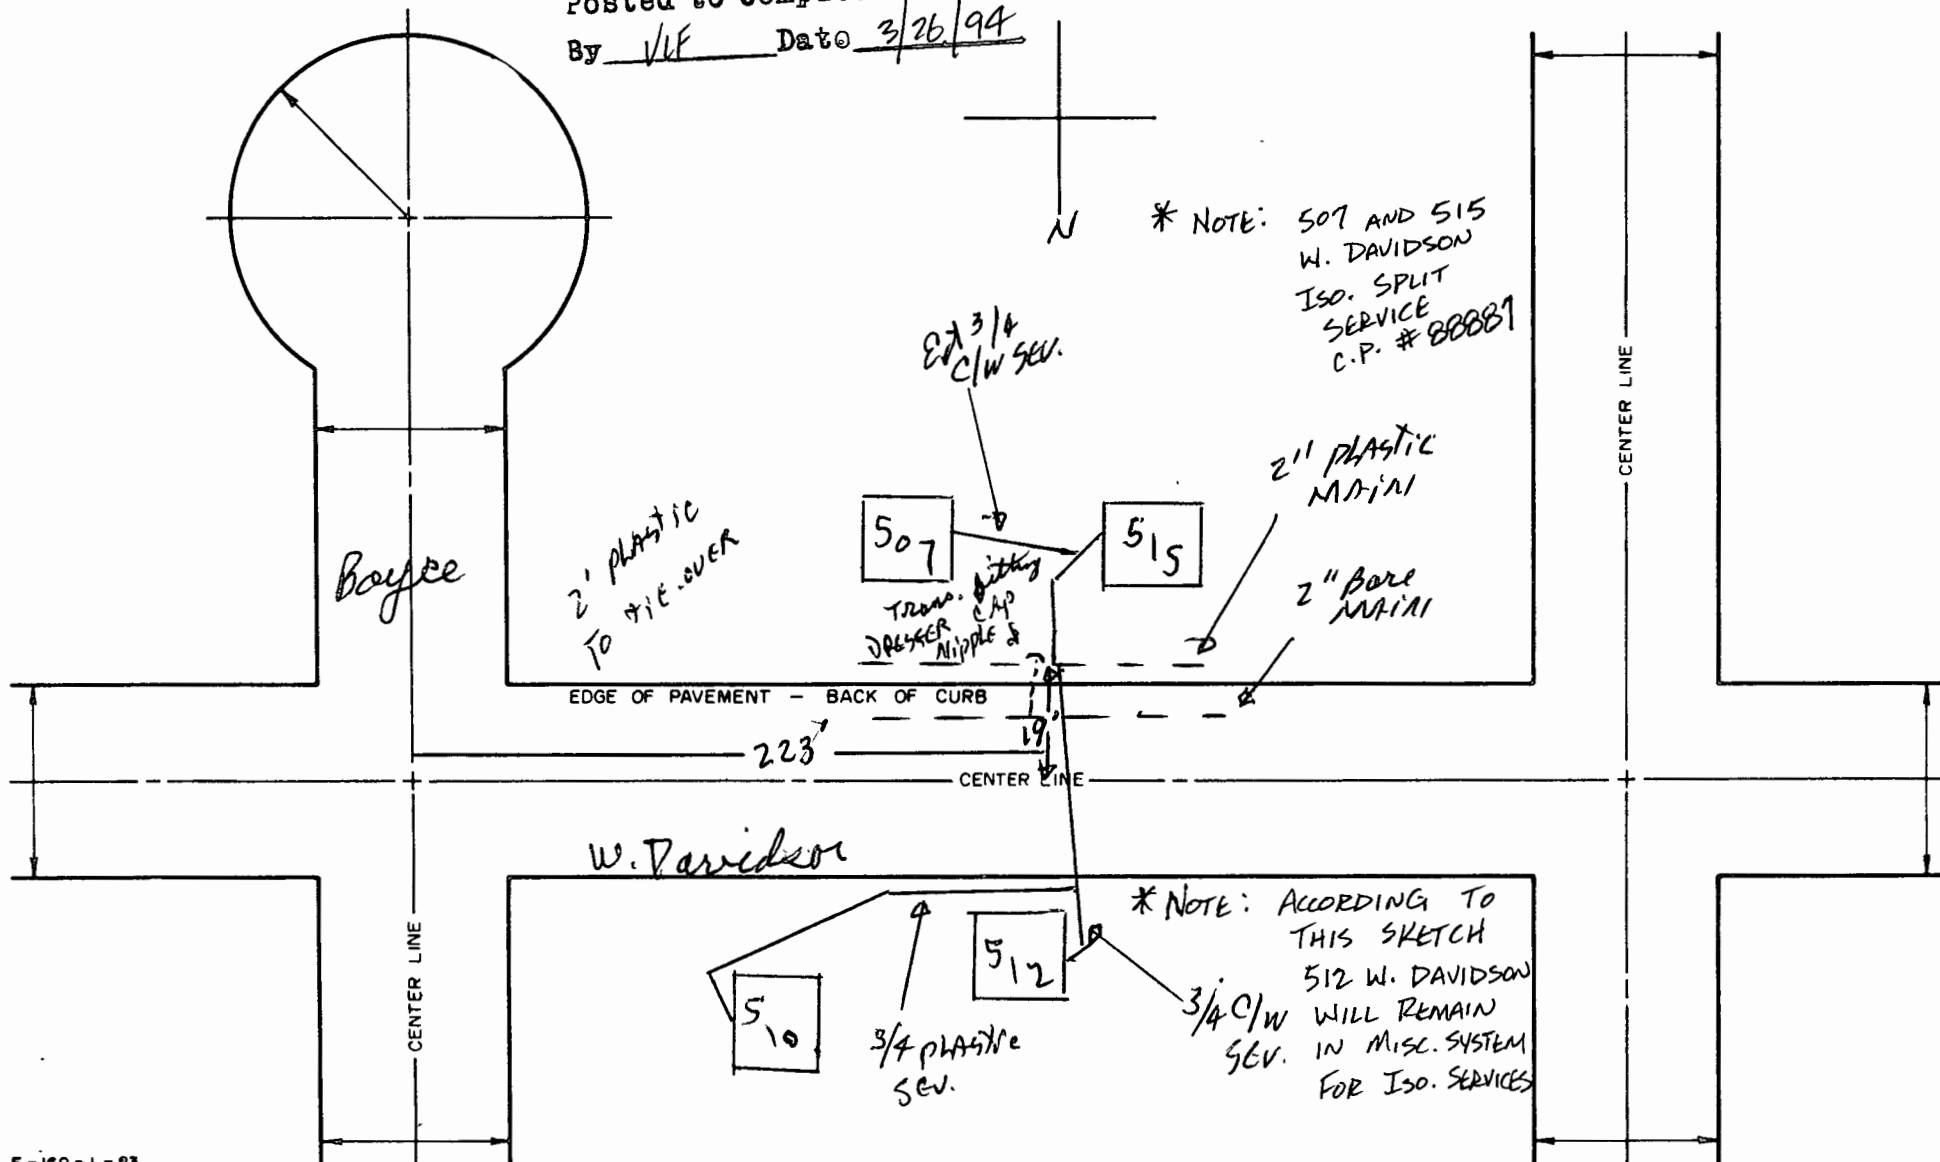 Posted to
By VLF Date 3/26/94
N
* NOTE: 507 AND 515
W. DAVIDSON
ISO. SPLIT
SERVICE
C.P. # 88887
3/4
C/W SEV.
2" PLASTIC
MAIN
2" Bare
MAIN
CENTER LINE
Boyce
2" PLASTIC
TO TIE-OVER
507
515
Trans. fitting
DRESSER CAP
Nipple &
EDGE OF PAVEMENT – BACK OF CURB
19'
223'
CENTER LINE
W. Davidson
CENTER LINE
510
512
3/4 PLASTIC
SEV.
3/4 C/W
SEV.
* NOTE: ACCORDING TO
THIS SKETCH
512 W. DAVIDSON
WILL REMAIN
IN MISC. SYSTEM
FOR ISO. SERVICES